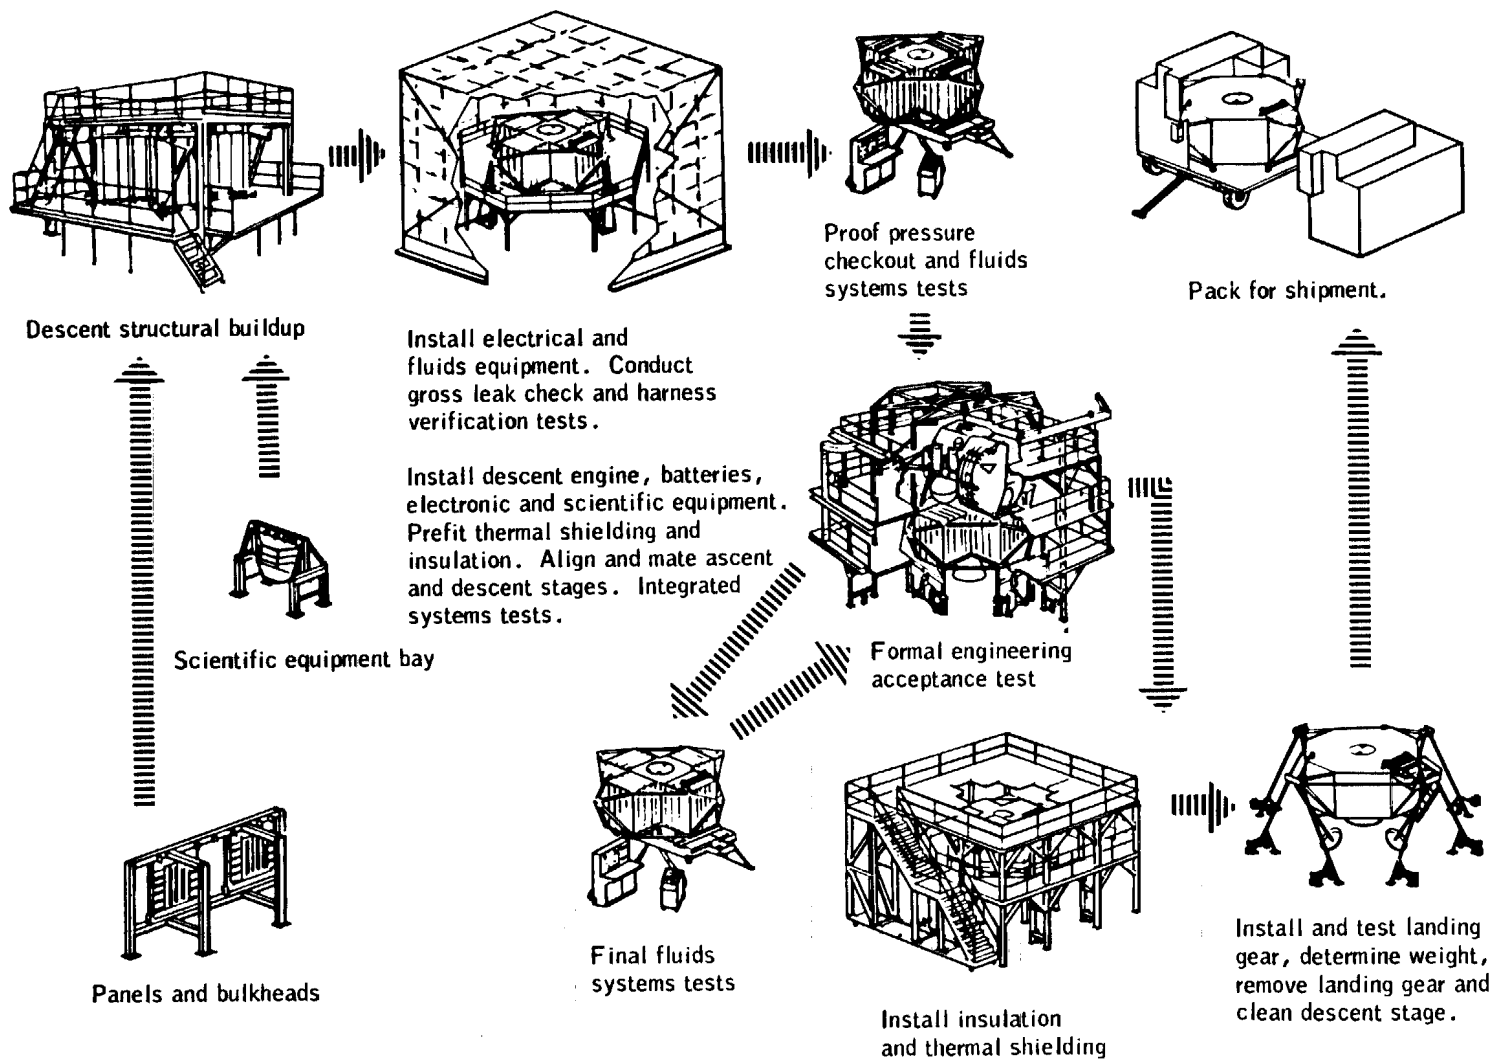 Descent structural buildup
Install electrical and
fluids equipment. Conduct
gross leak check and harness
verification tests.
Install descent engine, batteries,
electronic and scientific equipment.
Prefit thermal shielding and
insulation. Align and mate ascent
and descent stages. Integrated
systems tests.
Proof pressure
checkout and fluids
systems tests
Pack for shipment.
Scientific equipment bay
Formal engineering
acceptance test
Panels and bulkheads
Final fluids
systems tests
Install insulation
and thermal shielding
Install and test landing
gear, determine weight,
remove landing gear and
clean descent stage.